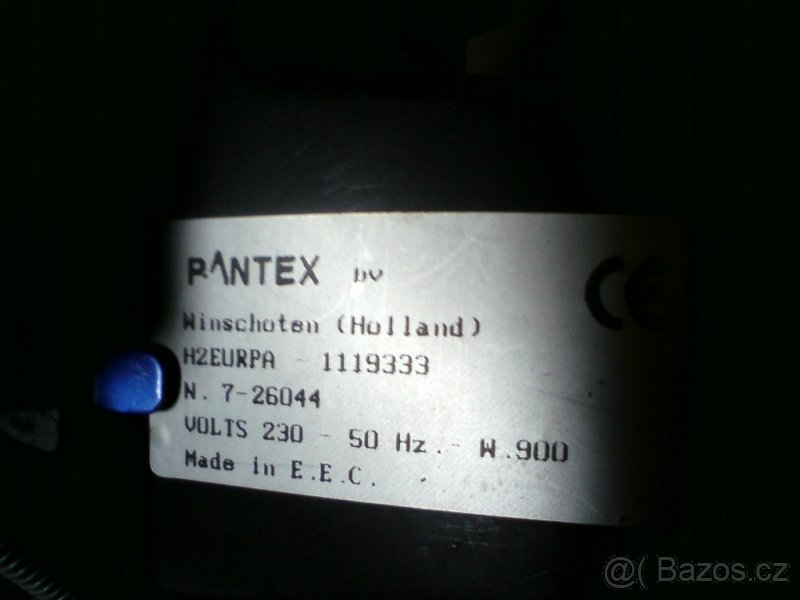 PANTEX bv
CE
Winschoten (Holland)
H2EURPA - 1119333
N. 7-26044
VOLTS 230 - 50 Hz.- W.900
Made in E.E.C.
@( Bazos.cz